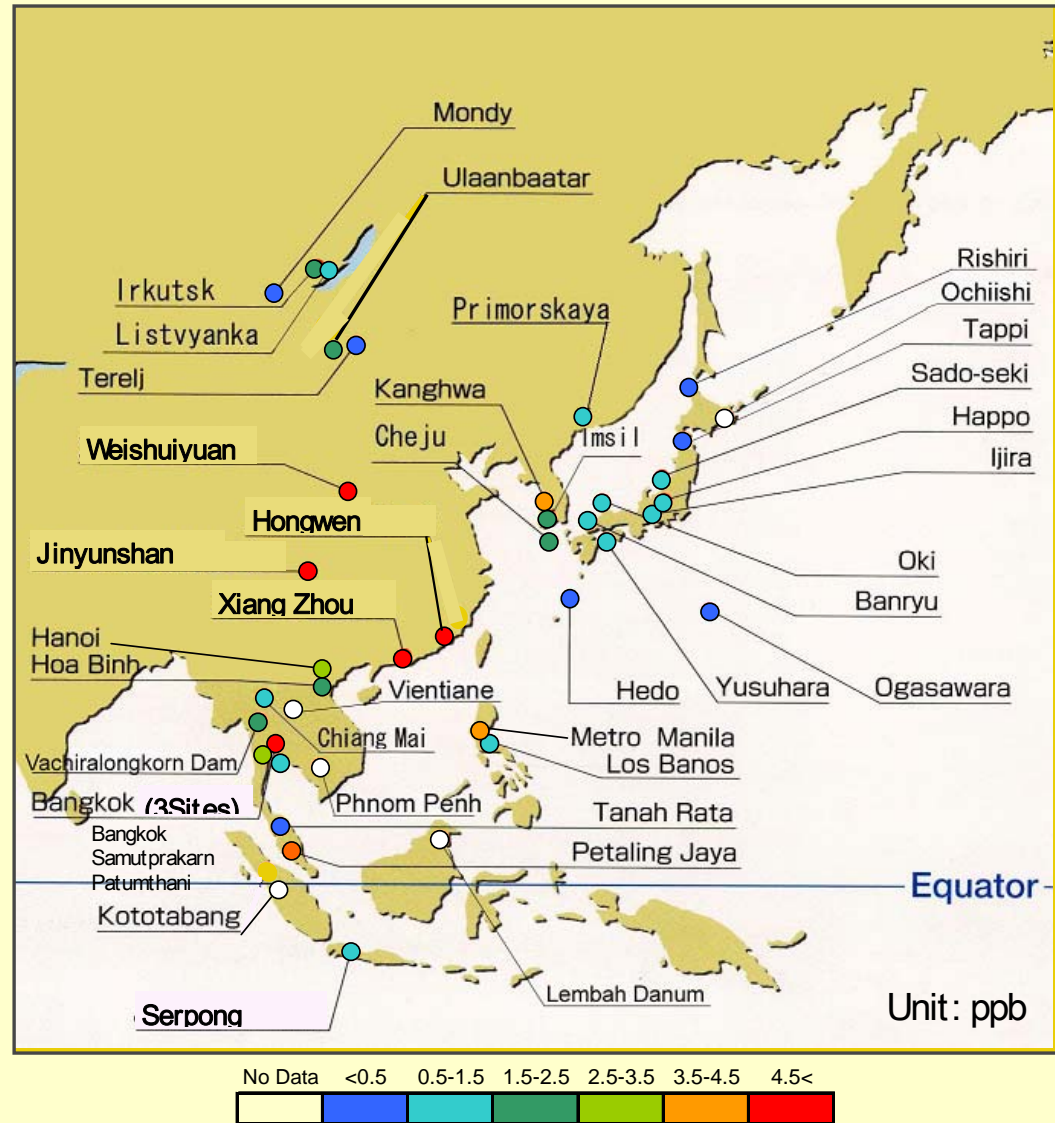 Mondy
Ulaanbaatar
Rishiri
Ochiishi
Irkutsk
Primorskaya
Tappi
Listvyanka
Sado-seki
Terelj
Kanghwa
Happo
Cheju
Imsil
Weishuiyuan
Ijira
Hongwen
Jinyunshan
Oki
Xiang Zhou
Banryu
Hanoi
Hoa Binh
Vientiane
Hedo
Yusuhara
Ogasawara
Chiang Mai
Metro Manila
Vachiralongkorn Dam
Los Banos
Bangkok (3Sites)
Phnom Penh
Tanah Rata
Bangkok
Samutprakarn
Petaling Jaya
Patumthani
Equator
Kototabang
Lembah Danum
Serpong
Unit: ppb
No Data <0.5 0.5-1.5 1.5-2.5 2.5-3.5 3.5-4.5 4.5<